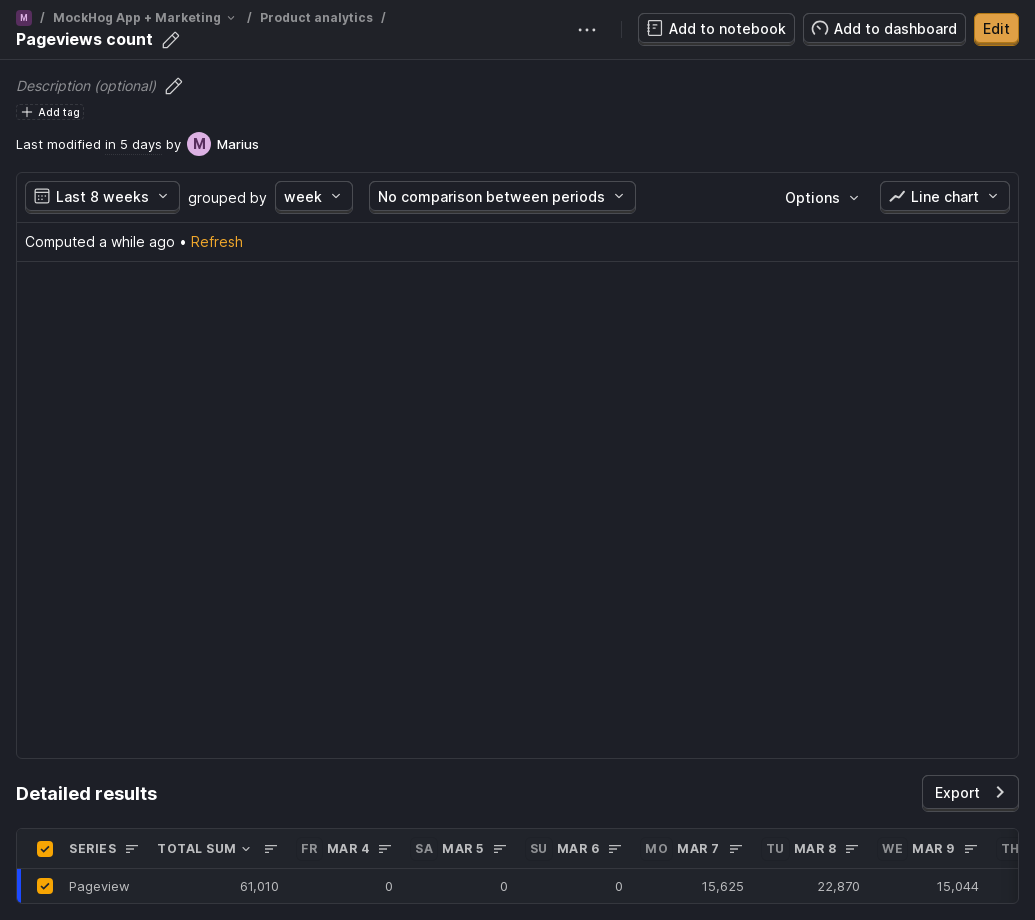 M / MockHog App + Marketing / Product analytics /
Pageviews count
Add to notebook
Add to dashboard
Edit
Description (optional)
Add tag
Last modified in 5 days by M Marius
Last 8 weeks grouped by week No comparison between periods Options Line chart
Computed a while ago • Refresh
Detailed results
Export
SERIES TOTAL SUM FR MAR 4 SA MAR 5 SU MAR 6 MO MAR 7 TU MAR 8 WE MAR 9 TH
Pageview 61,010 0 0 0 15,625 22,870 15,044